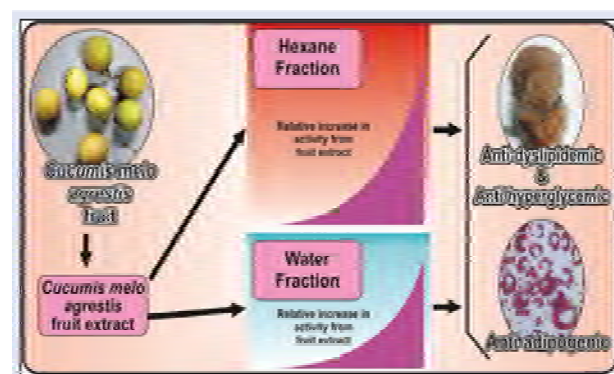 Cucumis melo
agrestis
fruit
Cucumis melo
agrestis
fruit extract
Hexane
Fraction
Relative increase in
activity from
fruit extract
Water
Fraction
Relative increase in
activity from
fruit extract
Anti dyslipidemic
&
Anti hyperglycemic
Anti adipogenic